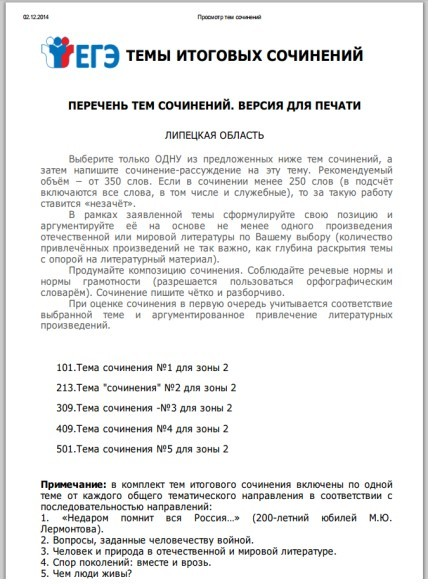 02.12.2014
Просмотр тем сочинений
ЕГЭ ТЕМЫ ИТОГОВЫХ СОЧИНЕНИЙ
ПЕРЕЧЕНЬ ТЕМ СОЧИНЕНИЙ. ВЕРСИЯ ДЛЯ ПЕЧАТИ
ЛИПЕЦКАЯ ОБЛАСТЬ
Выберите только ОДНУ из предложенных ниже тем сочинений, а
затем напишите сочинение-рассуждение на эту тему. Рекомендуемый
объём – от 350 слов. Если в сочинении менее 250 слов (в подсчёт
включаются все слова, в том числе и служебные), то за такую работу
ставится «незачёт».
В рамках заявленной темы сформулируйте свою позицию и
аргументируйте её на основе не менее одного произведения
отечественной или мировой литературы по Вашему выбору (количество
привлечённых произведений не так важно, как глубина раскрытия темы
с опорой на литературный материал).
Продумайте композицию сочинения. Соблюдайте речевые нормы и
нормы грамотности (разрешается пользоваться орфографическим
словарём). Сочинение пишите чётко и разборчиво.
При оценке сочинения в первую очередь учитывается соответствие
выбранной теме и аргументированное привлечение литературных
произведений.
101.Тема сочинения №1 для зоны 2
213.Тема "сочинения" №2 для зоны 2
309.Тема сочинения -№3 для зоны 2
409.Тема сочинения №4 для зоны 2
501.Тема сочинения №5 для зоны 2
Примечание: в комплект тем итогового сочинения включены по одной
теме от каждого общего тематического направления в соответствии с
последовательностью направлений:
1. «Недаром помнит вся Россия…» (200-летний юбилей М.Ю.
Лермонтова).
2. Вопросы, заданные человечеству войной.
3. Человек и природа в отечественной и мировой литературе.
4. Спор поколений: вместе и врозь.
5. Чем люди живы?